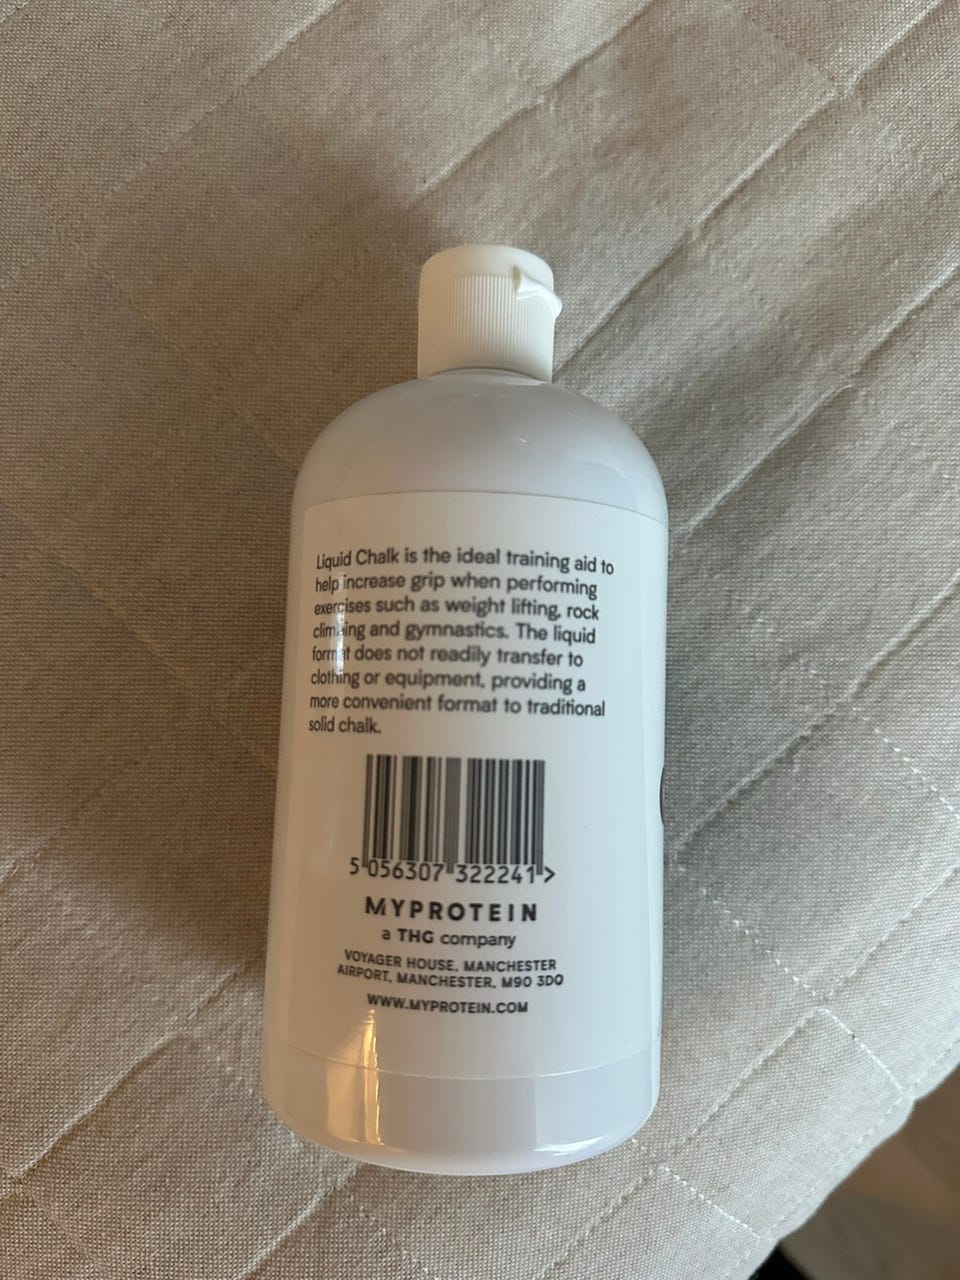 Liquid Chalk is the ideal training aid to
help increase grip when performing
exercises such as weight lifting, rock
climbing and gymnastics. The liquid
format does not readily transfer to
clothing or equipment, providing a
more convenient format to traditional
solid chalk.
5 056307 322241 >
MYPROTEIN
a THG company
VOYAGER HOUSE, MANCHESTER
AIRPORT, MANCHESTER, M90 3DQ
WWW.MYPROTEIN.COM